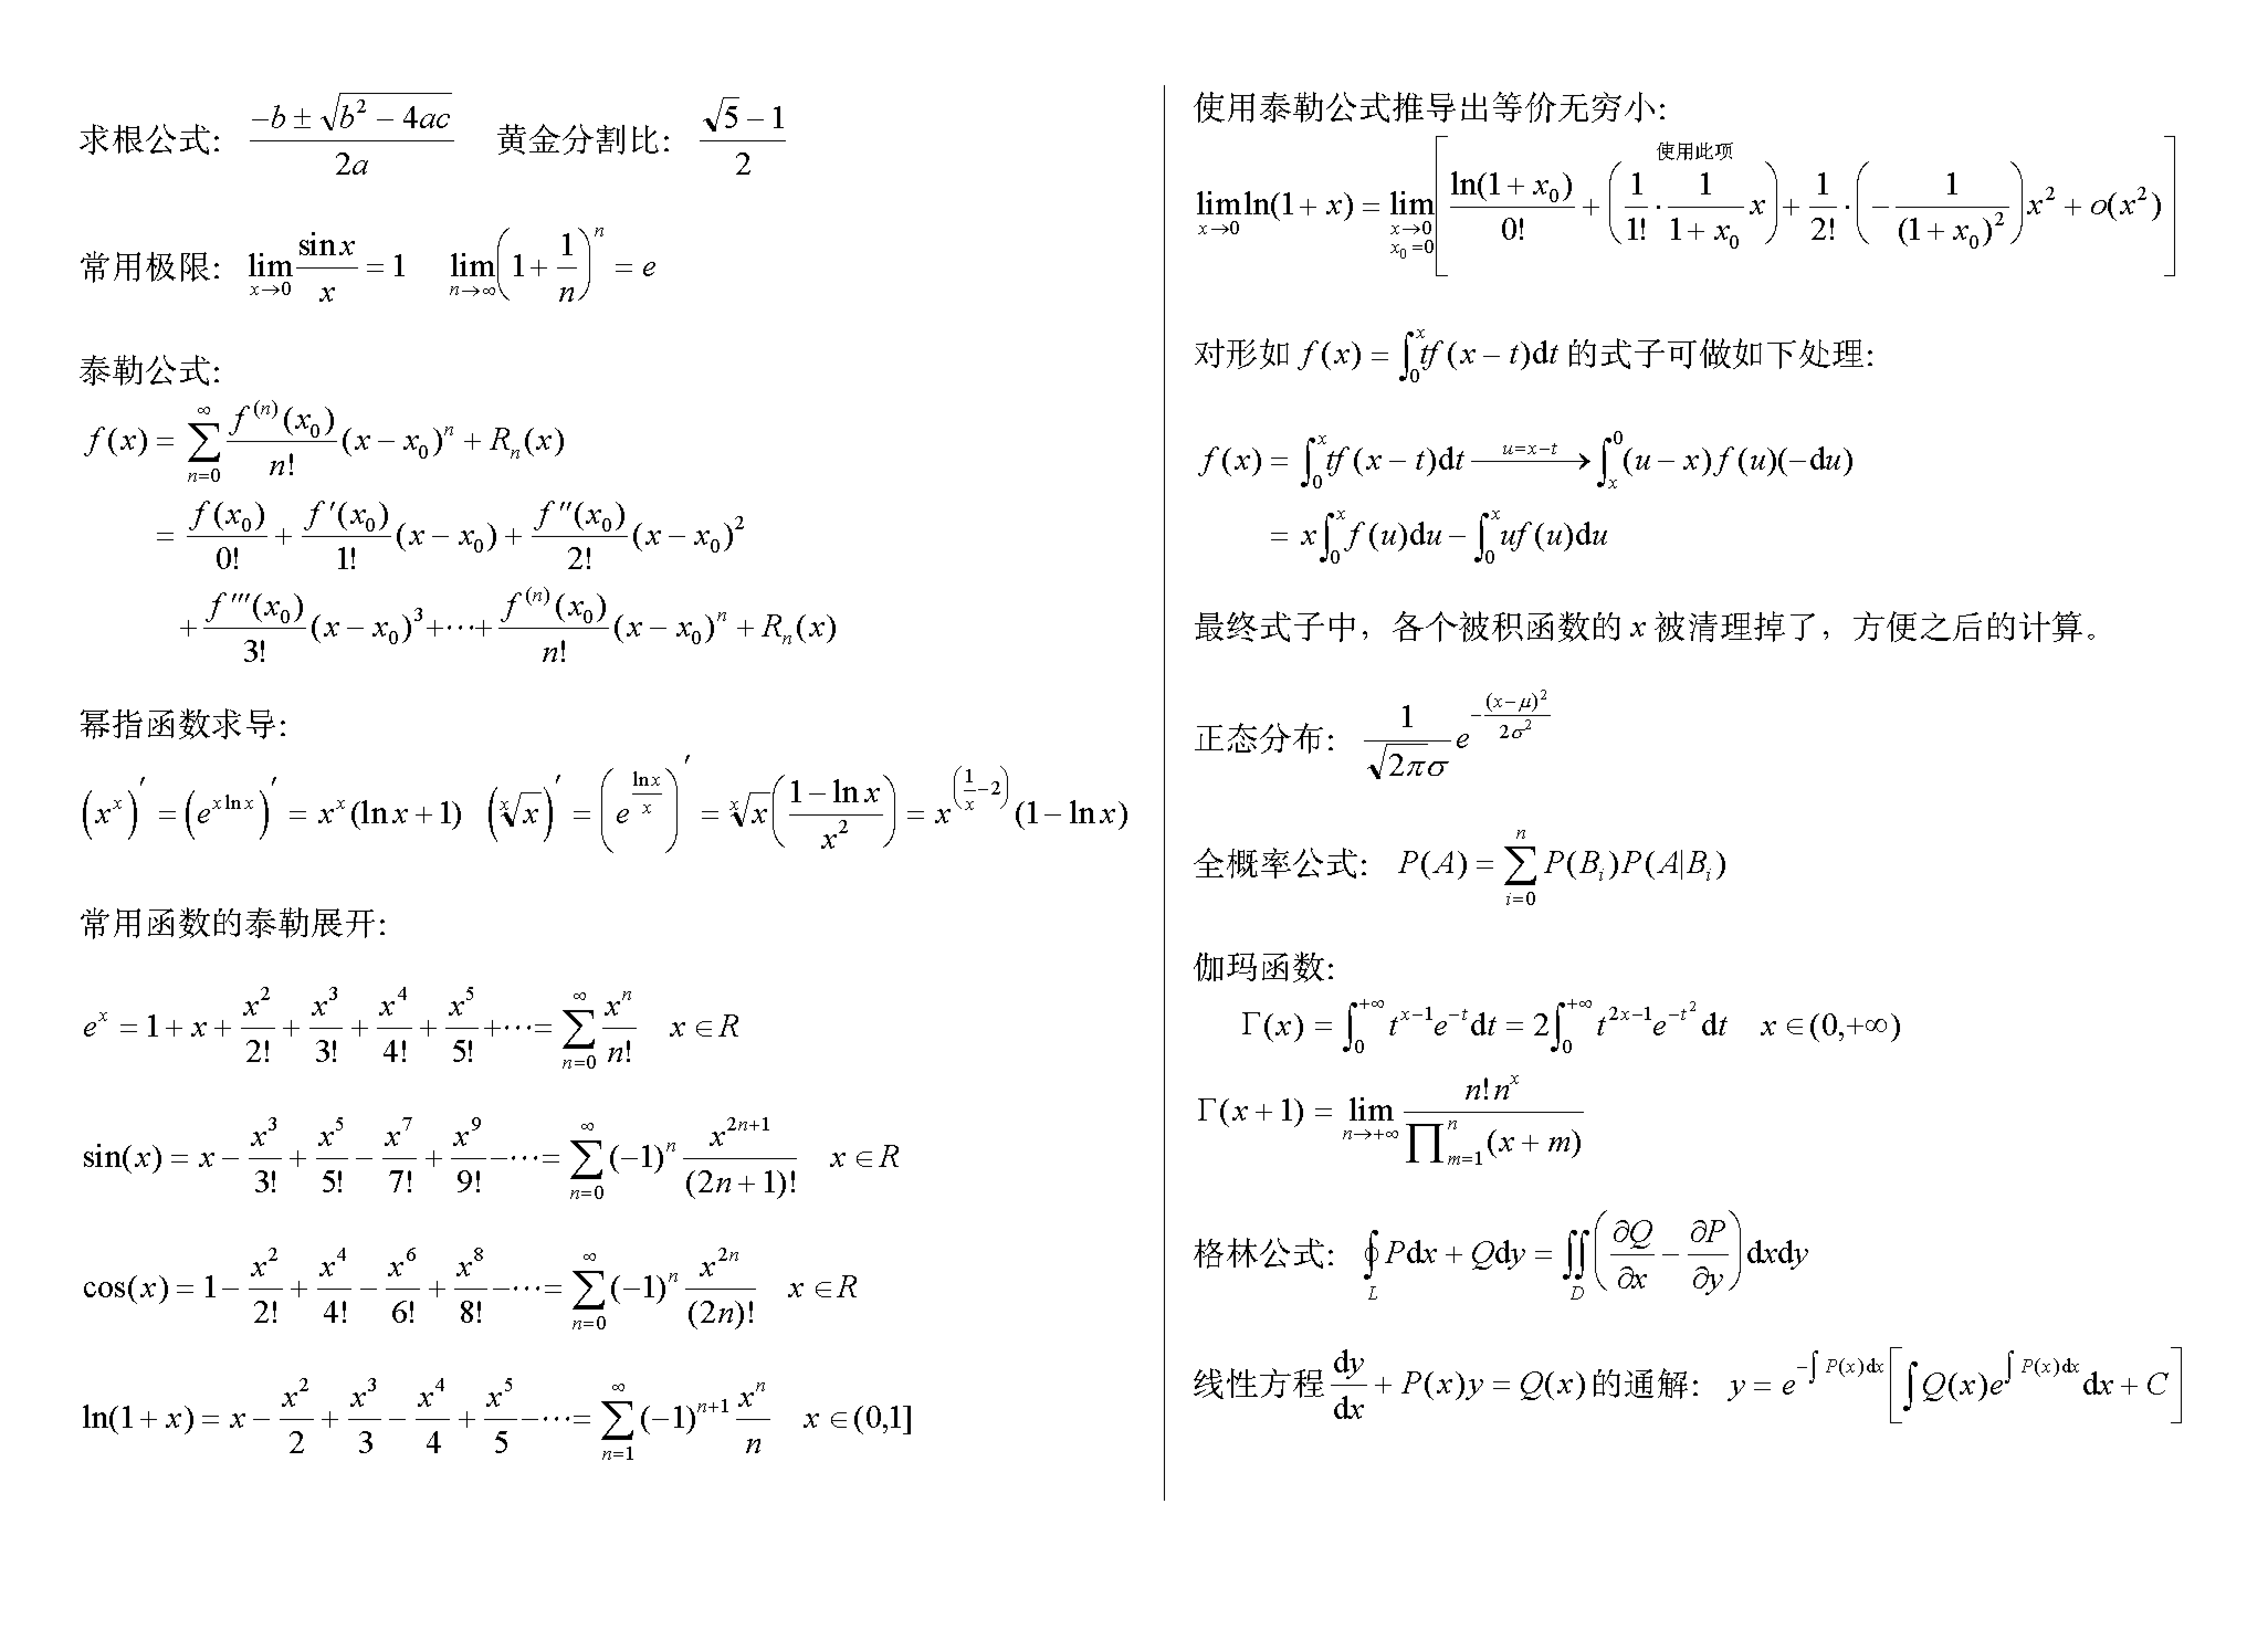 求根公式： $\frac{-b\pm\sqrt{b^2-4ac}}{2a}$ 黄金分割比： $\frac{\sqrt{5}-1}{2}$
常用极限： $\lim_{x\to 0}\frac{\sin x}{x}=1$ $\lim_{n\to\infty}\left(1+\frac{1}{n}\right)^n=e$
泰勒公式：
$f(x)=\sum_{n=0}^{\infty}\frac{f^{(n)}(x_0)}{n!}(x-x_0)^n+R_n(x)$
$=\frac{f(x_0)}{0!}+\frac{f'(x_0)}{1!}(x-x_0)+\frac{f''(x_0)}{2!}(x-x_0)^2$
$+\frac{f'''(x_0)}{3!}(x-x_0)^3+\cdots+\frac{f^{(n)}(x_0)}{n!}(x-x_0)^n+R_n(x)$
幂指函数求导：
$\left(x^x\right)'=\left(e^{x\ln x}\right)'=x^x(\ln x+1)$ $\left(\sqrt[x]{x}\right)'=\left(e^{\frac{\ln x}{x}}\right)'=\sqrt[x]{x}\left(\frac{1-\ln x}{x^2}\right)=x^{\left(\frac{1}{x}-2\right)}(1-\ln x)$
常用函数的泰勒展开：
$e^x=1+x+\frac{x^2}{2!}+\frac{x^3}{3!}+\frac{x^4}{4!}+\frac{x^5}{5!}+\cdots=\sum_{n=0}^{\infty}\frac{x^n}{n!}$ $x\in R$
$\sin(x)=x-\frac{x^3}{3!}+\frac{x^5}{5!}-\frac{x^7}{7!}+\frac{x^9}{9!}-\cdots=\sum_{n=0}^{\infty}(-1)^n\frac{x^{2n+1}}{(2n+1)!}$ $x\in R$
$\cos(x)=1-\frac{x^2}{2!}+\frac{x^4}{4!}-\frac{x^6}{6!}+\frac{x^8}{8!}-\cdots=\sum_{n=0}^{\infty}(-1)^n\frac{x^{2n}}{(2n)!}$ $x\in R$
$\ln(1+x)=x-\frac{x^2}{2}+\frac{x^3}{3}-\frac{x^4}{4}+\frac{x^5}{5}-\cdots=\sum_{n=1}^{\infty}(-1)^{n+1}\frac{x^n}{n}$ $x\in(0,1]$
使用泰勒公式推导出等价无穷小：
使用此项
$\lim_{x\to 0}\ln(1+x)=\lim_{\substack{x\to 0\\x_0=0}}\left[\frac{\ln(1+x_0)}{0!}+\left(\frac{1}{1!}\cdot\frac{1}{1+x_0}x\right)+\frac{1}{2!}\cdot\left(-\frac{1}{(1+x_0)^2}\right)x^2+o(x^2)\right]$
对形如 $f(x)=\int_0^x tf(x-t)\mathrm{d}t$ 的式子可做如下处理：
$f(x)=\int_0^x tf(x-t)\mathrm{d}t\xrightarrow{u=x-t}\int_x^0(u-x)f(u)(-\mathrm{d}u)$
$=x\int_0^x f(u)\mathrm{d}u-\int_0^x uf(u)\mathrm{d}u$
最终式子中，各个被积函数的 x 被清理掉了，方便之后的计算。
正态分布： $\frac{1}{\sqrt{2\pi}\sigma}e^{-\frac{(x-\mu)^2}{2\sigma^2}}$
全概率公式： $P(A)=\sum_{i=0}^{n}P(B_i)P(A|B_i)$
伽玛函数：
$\Gamma(x)=\int_0^{+\infty}t^{x-1}e^{-t}\mathrm{d}t=2\int_0^{+\infty}t^{2x-1}e^{-t^2}\mathrm{d}t$ $x\in(0,+\infty)$
$\Gamma(x+1)=\lim_{n\to+\infty}\frac{n!n^x}{\prod_{m=1}^{n}(x+m)}$
格林公式： $\oint_L P\mathrm{d}x+Q\mathrm{d}y=\iint_D\left(\frac{\partial Q}{\partial x}-\frac{\partial P}{\partial y}\right)\mathrm{d}x\mathrm{d}y$
线性方程 $\frac{\mathrm{d}y}{\mathrm{d}x}+P(x)y=Q(x)$ 的通解： $y=e^{-\int P(x)\mathrm{d}x}\left[\int Q(x)e^{\int P(x)\mathrm{d}x}\mathrm{d}x+C\right]$